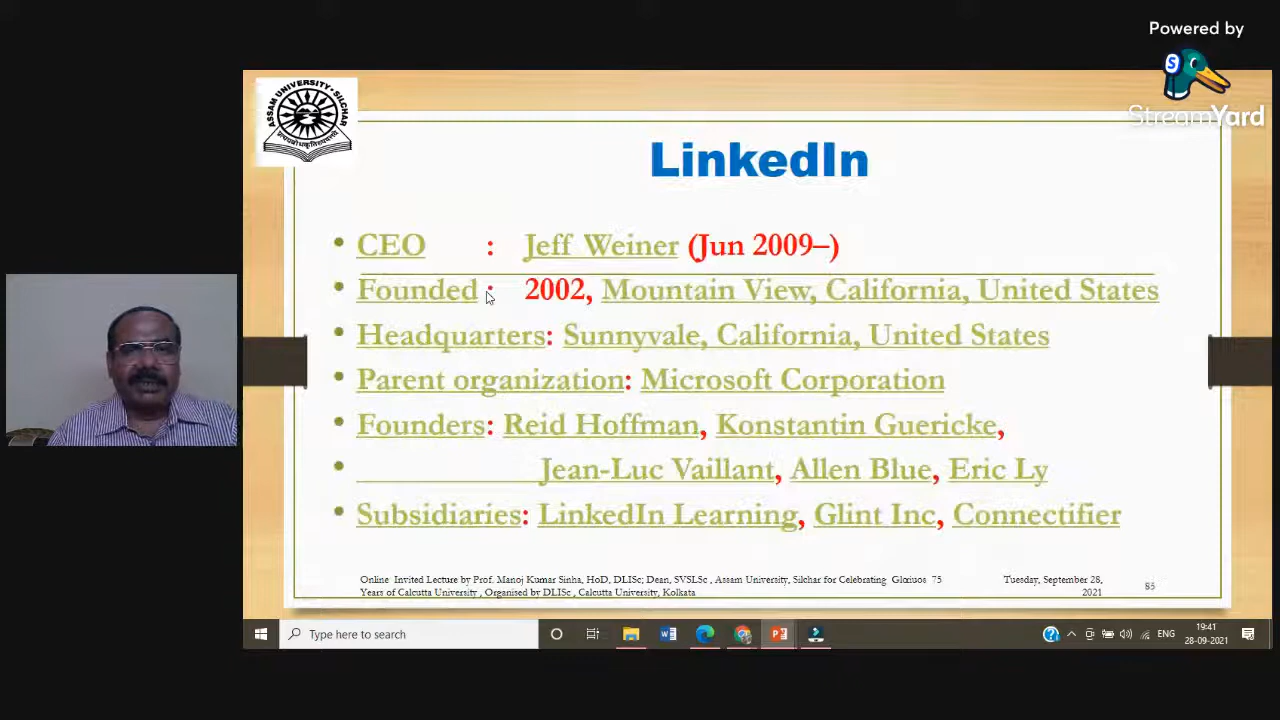 Powered by
StreamYard
ASSAM UNIVERSITY · SILCHAR
LinkedIn
• CEO : Jeff Weiner (Jun 2009–)
• Founded : 2002, Mountain View, California, United States
• Headquarters: Sunnyvale, California, United States
• Parent organization: Microsoft Corporation
• Founders: Reid Hoffman, Konstantin Guericke,
• Jean-Luc Vaillant, Allen Blue, Eric Ly
• Subsidiaries: LinkedIn Learning, Glint Inc, Connectifier
Online Invited Lecture by Prof. Manoj Kumar Sinha, HoD, DLISc; Dean, SVSLSc , Assam University, Silchar for Celebrating 75
Years of Calcutta University , Organised by DLISc , Calcutta University, Kolkata
Tuesday, September 28,
2021
Type here to search
ENG
19:41
28-09-2021